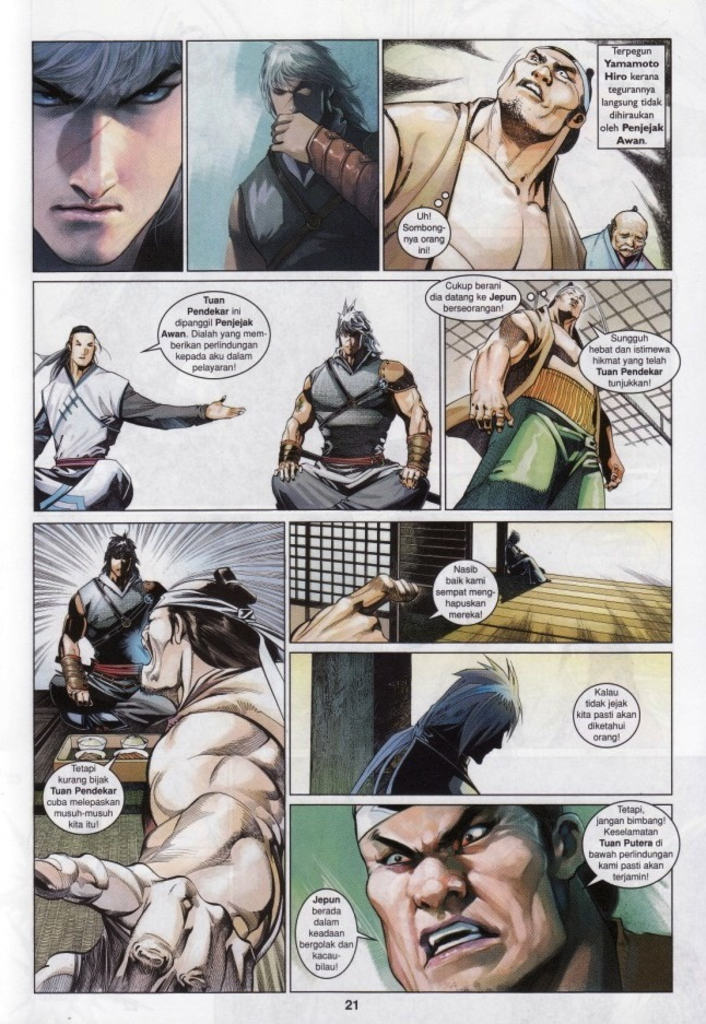 Terpegun
Yamamoto
Hiro kerana
tegurannya
langsung tidak
dihiraukan
oleh Penjejak
Awan.
Uh!
Sombong-
nya orang
ini!
Tuan
Pendekar ini
dipanggil Penjejak
Awan. Dialah yang mem-
berikan perlindungan
kepada aku dalam
pelayaran!
Cukup berani
dia datang ke Jepun
berseorangan!
Sungguh
hebat dan istimewa
hikmat yang telah
Tuan Pendekar
tunjukkan!
Tetapi
kurang bijak
Tuan Pendekar
cuba melepaskan
musuh-musuh
kita itu!
Nasib
baik kami
sempat meng-
hapuskan
mereka!
Kalau
tidak jejak
kita pasti akan
diketahui
orang!
Tetapi,
jangan bimbang!
Keselamatan
Tuan Putera di
bawah perlindungan
kami pasti akan
terjamin!
Jepun
berada
dalam
keadaan
bergolak dan
kacau-
bilau!
21